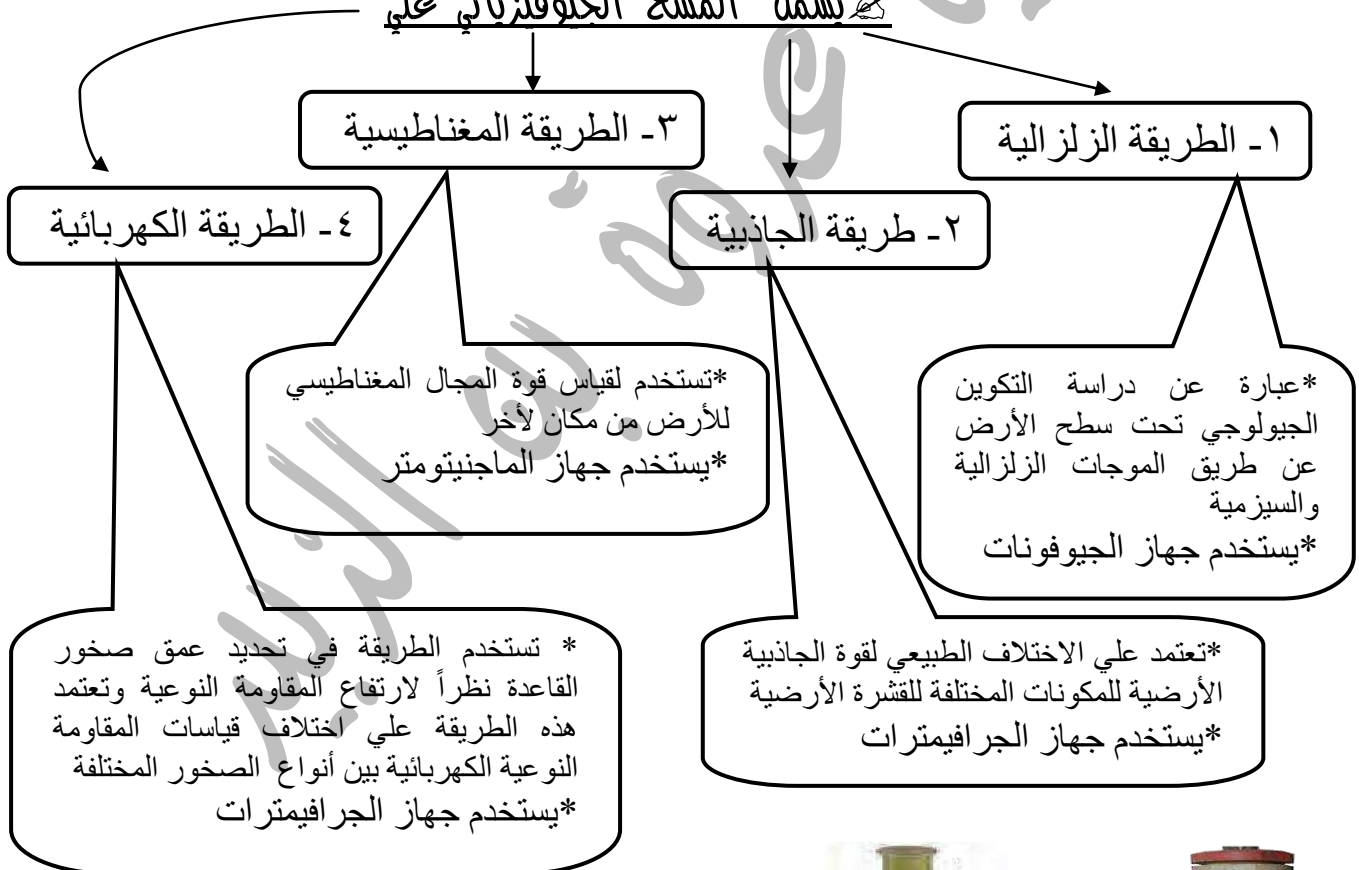 يشمل المسح الجيوفيزيائي علي
١- الطريقة الزلزالية
*عبارة عن دراسة التكوين
الجيولوجي تحت سطح الأرض
عن طريق الموجات الزلزالية
والسيزمية
*يستخدم جهاز الجيوفونات
٢- طريقة الجاذبية
*تعتمد علي الاختلاف الطبيعي لقوة الجاذبية
الأرضية للمكونات المختلفة للقشرة الأرضية
*يستخدم جهاز الجرافيمترات
٣- الطريقة المغناطيسية
*تستخدم لقياس قوة المجال المغناطيسي
للأرض من مكان لأخر
*يستخدم جهاز الماجنيتومتر
٤- الطريقة الكهربائية
* تستخدم الطريقة في تحديد عمق صخور
القاعدة نظراً لارتفاع المقاومة النوعية وتعتمد
هذه الطريقة علي اختلاف قياسات المقاومة
النوعية الكهربائية بين أنواع الصخور المختلفة
*يستخدم جهاز الجرافيمترات